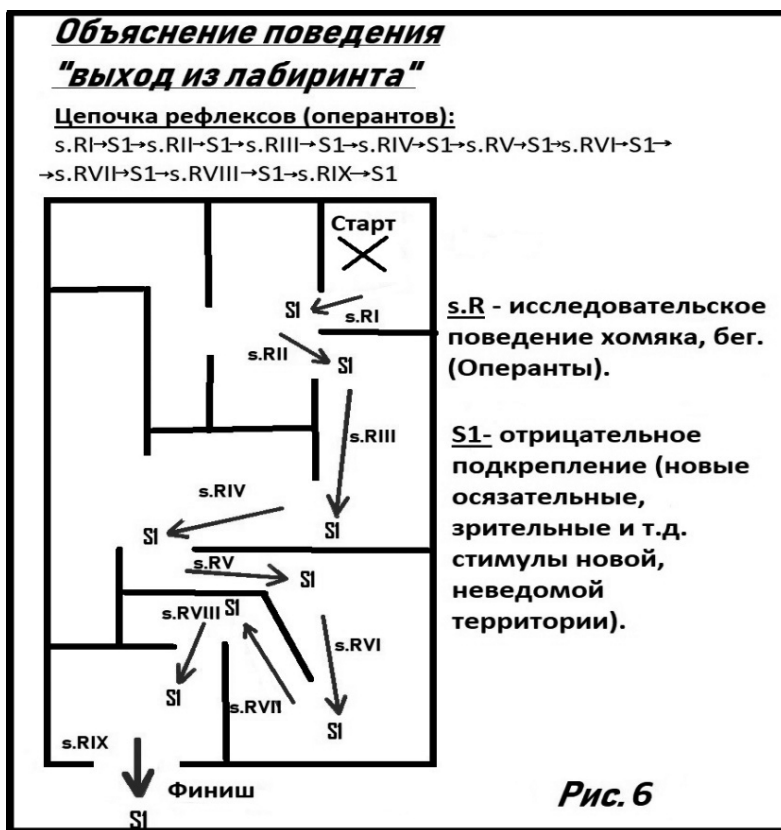 Объяснение поведения
"выход из лабиринта"
Цепочка рефлексов (оперантов):
s.RI→S1→s.RII→S1→s.RIII→S1→s.RIV→S1→s.RV→S1→s.RVI→S1→
→s.RVII→S1→s.RVIII→S1→s.RIX→S1
Старт
S1
s.RI
s.RII
S1
s.RIII
s.RIV
S1
S1
s.RV
S1
s.RVIII
S1
s.RVI
S1
s.RVII
S1
s.RIX
Финиш
S1
s.R - исследовательское
поведение хомяка, бег.
(Операнты).
S1- отрицательное
подкрепление (новые
осязательные,
зрительные и т.д.
стимулы новой,
неведомой
территории).
Рис. 6